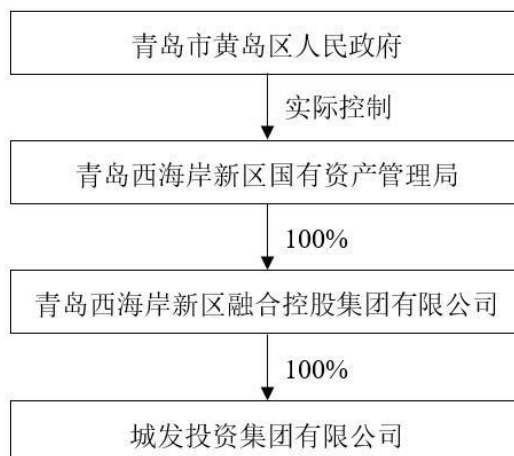 青岛市黄岛区人民政府
实际控制
青岛西海岸新区国有资产管理局
100%
青岛西海岸新区融合控股集团有限公司
100%
城发投资集团有限公司